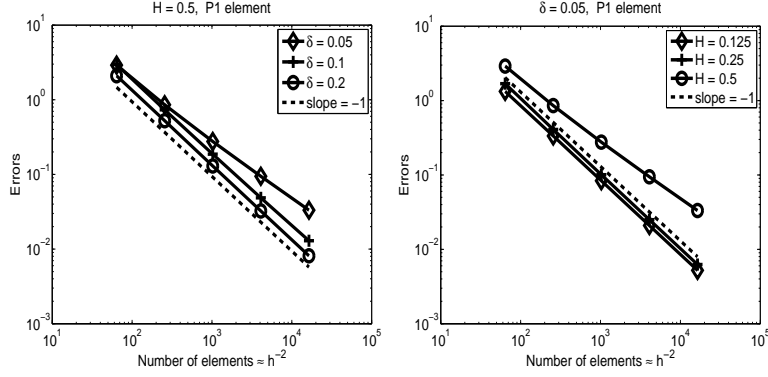 H = 0.5, P1 element
10^1
10^0
10^-1
10^-2
10^-3
Errors
δ = 0.05
δ = 0.1
δ = 0.2
slope = −1
10^1
10^2
10^3
10^4
10^5
Number of elements ≈ h^-2
δ = 0.05, P1 element
10^1
10^0
10^-1
10^-2
10^-3
Errors
H = 0.125
H = 0.25
H = 0.5
slope = −1
10^1
10^2
10^3
10^4
10^5
Number of elements ≈ h^-2